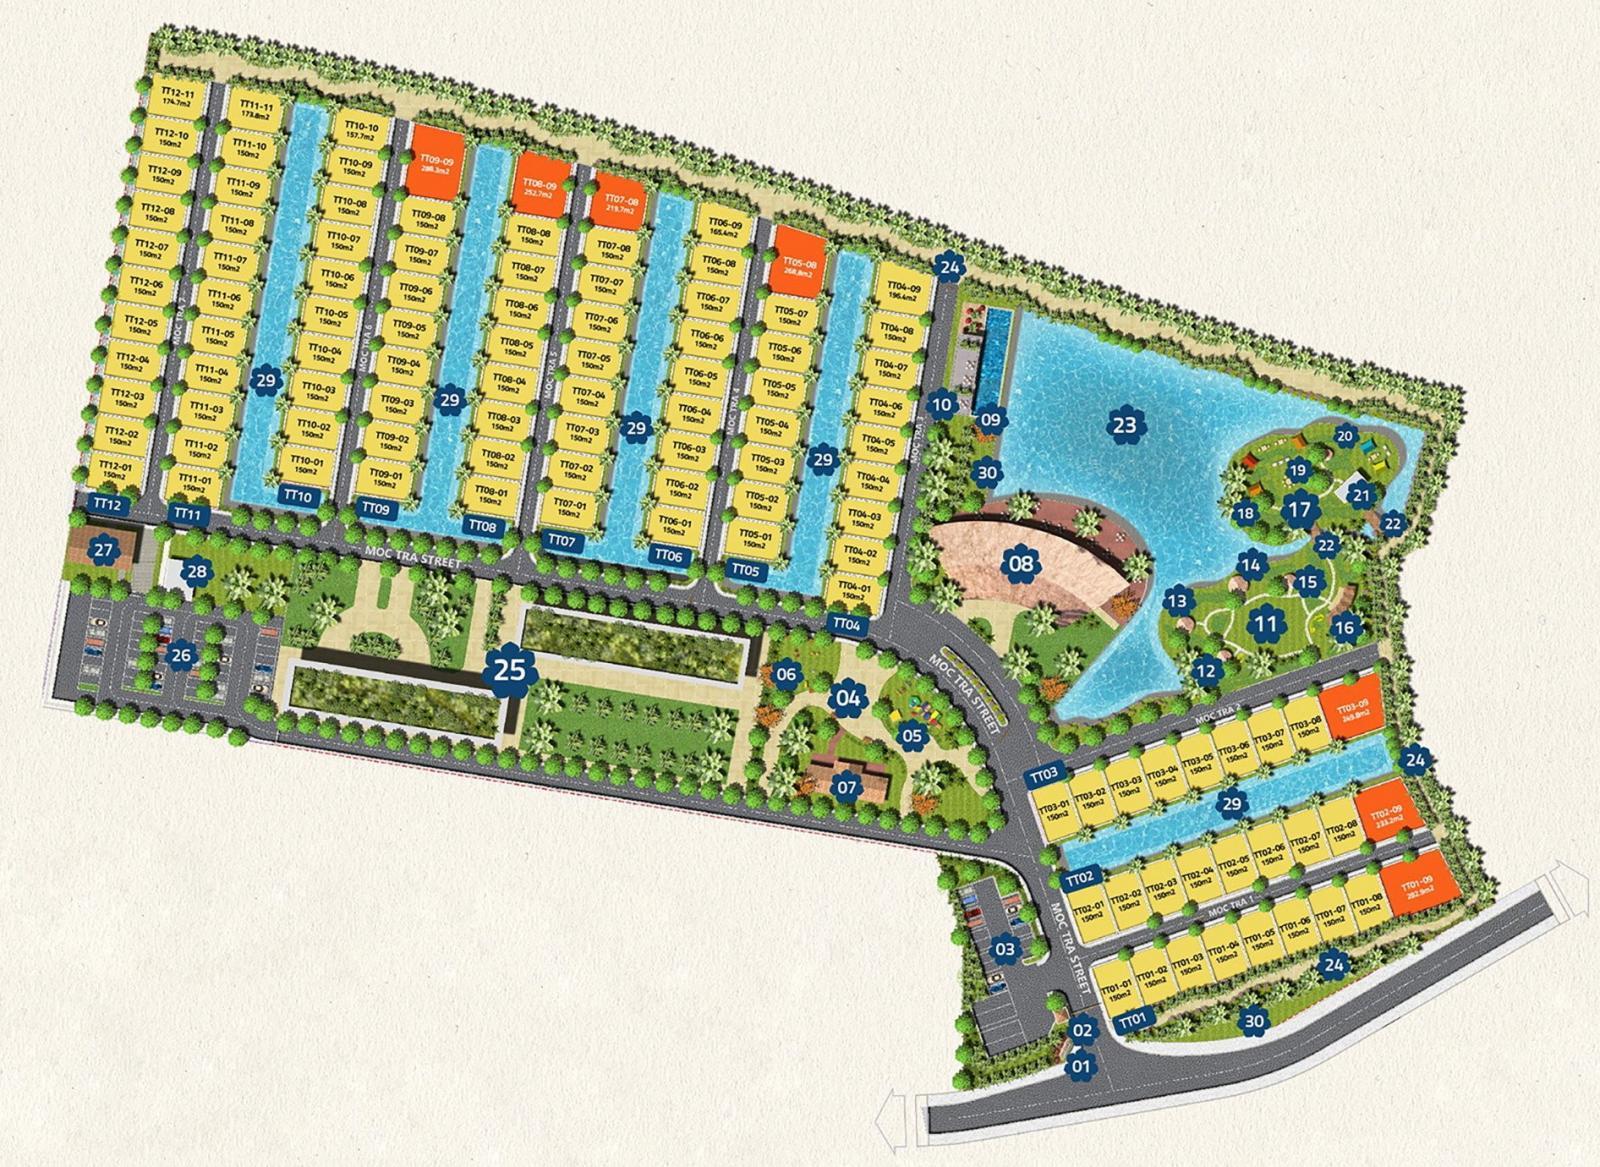 TT12-11
174.7m2
TT12-10
150m2
TT12-09
150m2
TT12-08
150m2
TT12-07
150m2
TT12-06
150m2
TT12-05
150m2
TT12-04
150m2
TT12-03
150m2
TT12-02
150m2
TT12-01
150m2
TT12
MOC TRA 7
TT11-11
173.8m2
TT11-10
150m2
TT11-09
150m2
TT11-08
150m2
TT11-07
150m2
TT11-06
150m2
TT11-05
150m2
TT11-04
150m2
TT11-03
150m2
TT11-02
150m2
TT11-01
150m2
TT11
29
TT10-10
157.7m2
TT10-09
150m2
TT10-08
150m2
TT10-07
150m2
TT10-06
150m2
TT10-05
150m2
TT10-04
150m2
TT10-03
150m2
TT10-02
150m2
TT10-01
150m2
TT10
MOC TRA 6
TT09-09
288.3m2
TT09-08
150m2
TT09-07
150m2
TT09-06
150m2
TT09-05
150m2
TT09-04
150m2
TT09-03
150m2
TT09-02
150m2
TT09-01
150m2
TT09
29
TT08-09
252.7m2
TT08-08
150m2
TT08-07
150m2
TT08-06
150m2
TT08-05
150m2
TT08-04
150m2
TT08-03
150m2
TT08-02
150m2
TT08-01
150m2
TT08
MOC TRA 5
TT07-08
219.7m2
TT07-08
150m2
TT07-07
150m2
TT07-06
150m2
TT07-05
150m2
TT07-04
150m2
TT07-03
150m2
TT07-02
150m2
TT07-01
150m2
TT07
29
TT06-09
165.4m2
TT06-08
150m2
TT06-07
150m2
TT06-06
150m2
TT06-05
150m2
TT06-04
150m2
TT06-03
150m2
TT06-02
150m2
TT06-01
150m2
TT06
MOC TRA 4
TT05-08
268.8m2
TT05-07
150m2
TT05-06
150m2
TT05-05
150m2
TT05-04
150m2
TT05-03
150m2
TT05-02
150m2
TT05-01
150m2
TT05
29
TT04-09
196.4m2
TT04-08
150m2
TT04-07
150m2
TT04-06
150m2
TT04-05
150m2
TT04-04
150m2
TT04-03
150m2
TT04-02
150m2
TT04-01
150m2
TT04
MOC TRA 3
24
10
09
30
23
20
19
21
17
18
22
22
14
15
13
11
16
12
08
27
28
26
MOC TRA STREET
25
06
04
05
07
MOC TRA STREET
MOC TRA 2
TT03
TT03-01
150m2
TT03-02
150m2
TT03-03
150m2
TT03-04
150m2
TT03-05
150m2
TT03-06
150m2
TT03-07
150m2
TT03-08
150m2
TT03-09
249.8m2
24
29
TT02
TT02-01
150m2
TT02-02
150m2
TT02-03
150m2
TT02-04
150m2
TT02-05
150m2
TT02-06
150m2
TT02-07
150m2
TT02-08
150m2
TT02-09
233.2m2
MOC TRA 1
TT01-01
150m2
TT01-02
150m2
TT01-03
150m2
TT01-04
150m2
TT01-05
150m2
TT01-06
150m2
TT01-07
150m2
TT01-08
150m2
TT01-09
282.9m2
TT01
MOC TRA STREET
03
02
01
24
30